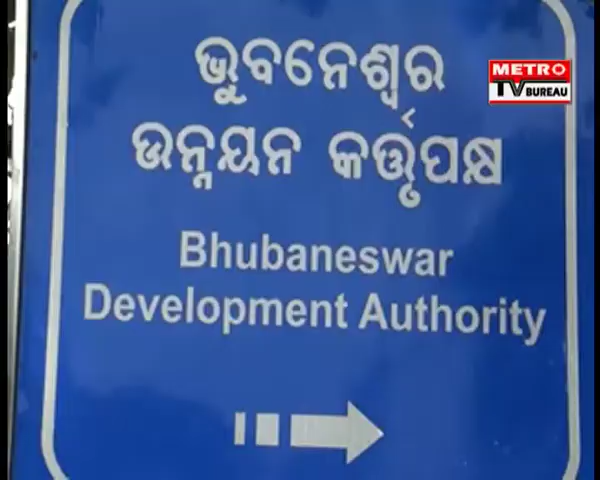 ଭୁବନେଶ୍ୱର
METRO
TV BUREAU
ଉନ୍ନୟନ କର୍ତ୍ତୃପକ୍ଷ
Bhubaneswar
Development Authority